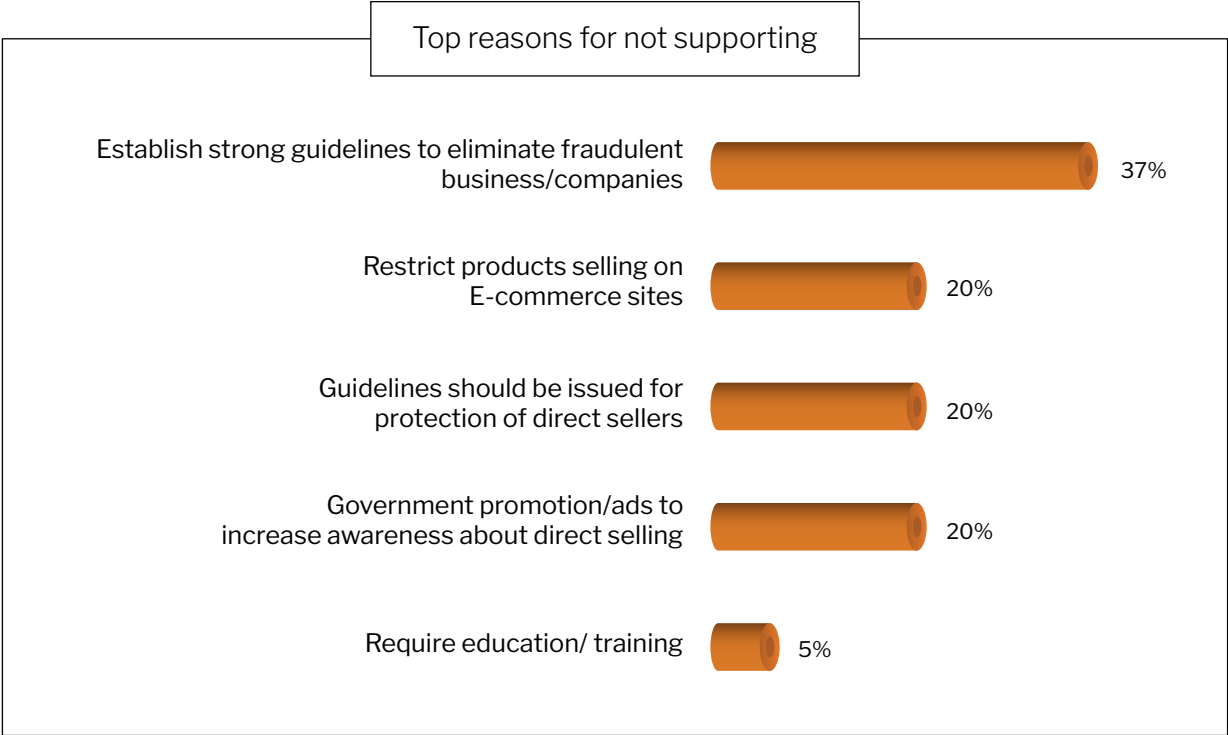 Top reasons for not supporting
Establish strong guidelines to eliminate fraudulent
business/companies
37%
Restrict products selling on
E-commerce sites
20%
Guidelines should be issued for
protection of direct sellers
20%
Government promotion/ads to
increase awareness about direct selling
20%
Require education/ training
5%